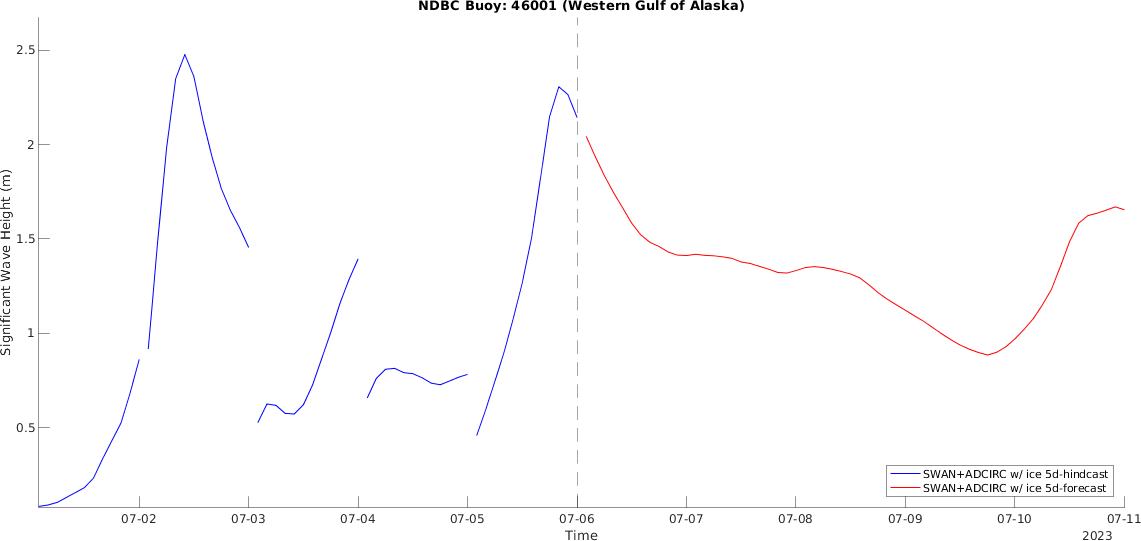 NDBC Buoy: 46001 (Western Gulf of Alaska)
Significant Wave Height (m)
2.5
2
1.5
1
0.5
SWAN+ADCIRC w/ ice 5d-hindcast
SWAN+ADCIRC w/ ice 5d-forecast
07-02 07-03 07-04 07-05 07-06 07-07 07-08 07-09 07-10 07-11
Time
2023